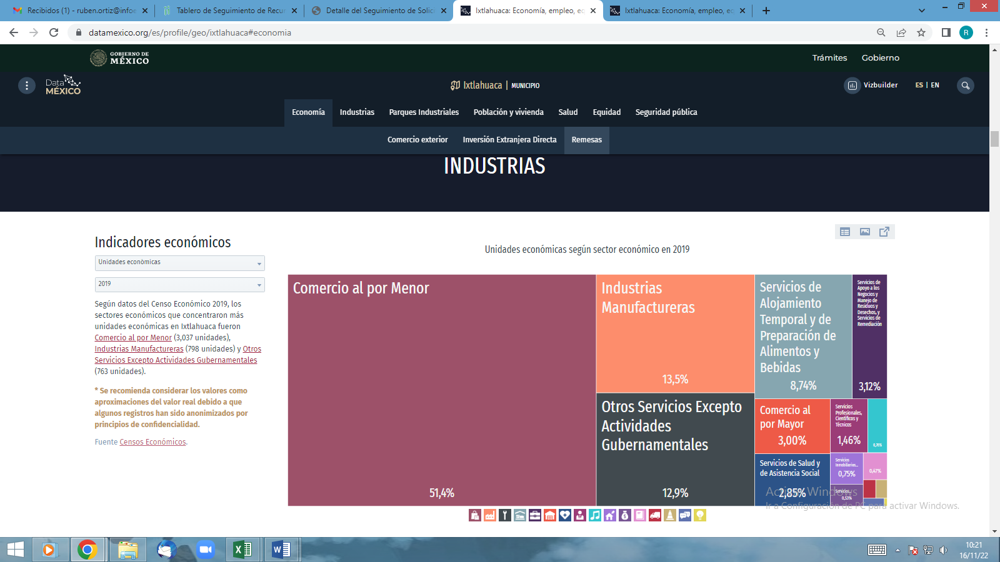 Recibidos (1) - ruben.ortiz@infoe
Tablero de Seguimiento de Recur
Detalle del Seguimiento de Solici
Ixtlahuaca: Economía, empleo, eq
Ixtlahuaca: Economía, empleo, ec
datamexico.org/es/profile/geo/ixtlahuaca#economia
R
GOBIERNO DE
MÉXICO
Trámites
Gobierno
Data
MÉXICO
Ixtlahuaca | MUNICIPIO
Vizbuilder
ES | EN
Economía
Industrias
Parques Industriales
Población y vivienda
Salud
Equidad
Seguridad pública
Comercio exterior
Inversión Extranjera Directa
Remesas
INDUSTRIAS
Indicadores económicos
Unidades económicas
2019
Según datos del Censo Económico 2019, los
sectores económicos que concentraron más
unidades económicas en Ixtlahuaca fueron
Comercio al por Menor (3,037 unidades),
Industrias Manufactureras (798 unidades) y Otros
Servicios Excepto Actividades Gubernamentales
(763 unidades).
* Se recomienda considerar los valores como
aproximaciones del valor real debido a que
algunos registros han sido anonimizados por
principios de confidencialidad.
Fuente Censos Económicos.
Unidades económicas según sector económico en 2019
Comercio al por Menor
51,4%
Industrias
Manufactureras
13,5%
Otros Servicios Excepto
Actividades
Gubernamentales
12,9%
Servicios de
Alojamiento
Temporal y de
Preparación de
Alimentos y
Bebidas
8,74%
Servicios de
Apoyo a los
Negocios y
Manejo de
Residuos y
Desechos, y
Servicios de
Remediación
3,12%
Comercio al
por Mayor
3,00%
Servicios de Salud y
de Asistencia Social
2,85%
Servicios
Profesionales,
Científicos y
Técnicos
1,46%
Servicios
Inmobiliarios...
0,75%
Servicios...
0,53%
0,47%
Activar Windows
Ir a Configuración de PC para activar Windows.
10:21
16/11/22